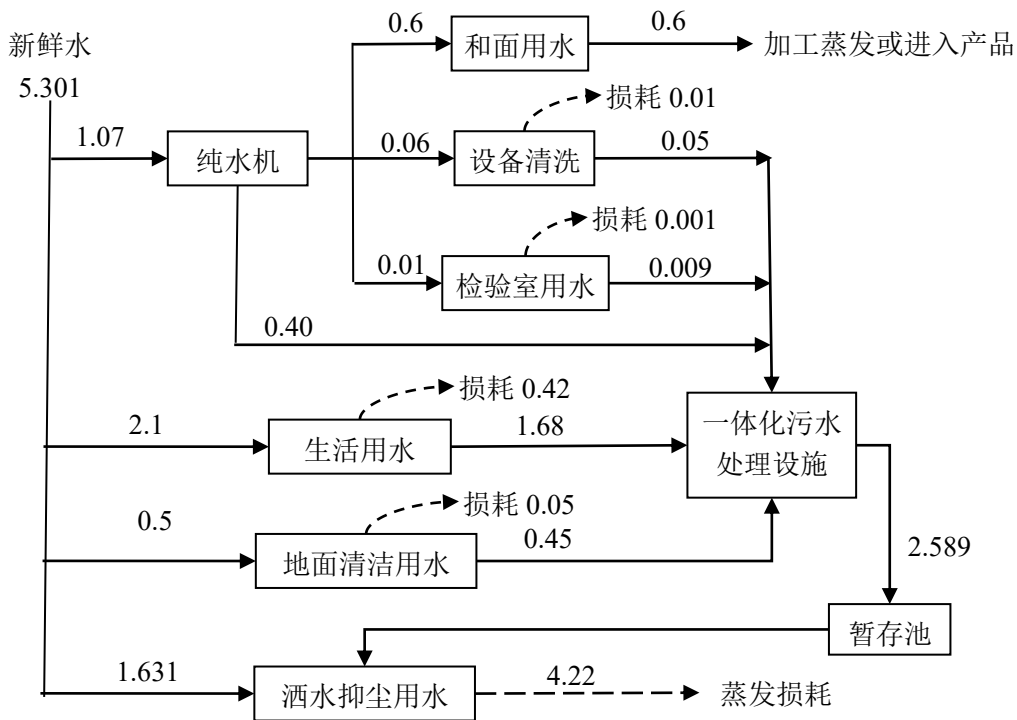 新鲜水
5.301
0.6
和面用水
0.6
加工蒸发或进入产品
损耗 0.01
1.07
纯水机
0.06
设备清洗
0.05
损耗 0.001
0.01
检验室用水
0.009
0.40
损耗 0.42
2.1
生活用水
1.68
一体化污水
处理设施
损耗 0.05
0.5
地面清洁用水
0.45
2.589
暂存池
1.631
洒水抑尘用水
4.22
蒸发损耗